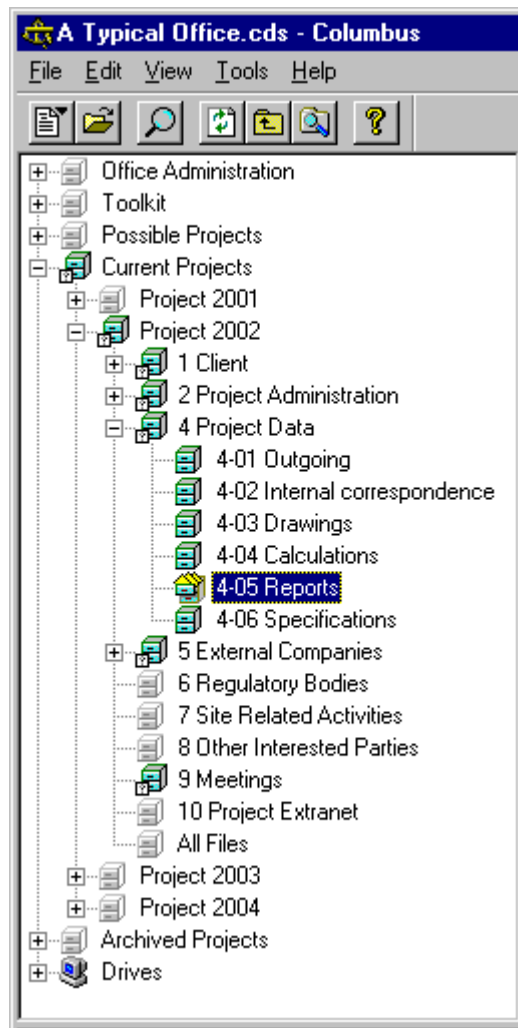 A Typical Office.cds - Columbus
File Edit View Tools Help
Office Administration
Toolkit
Possible Projects
Current Projects
Project 2001
Project 2002
1 Client
2 Project Administration
4 Project Data
4-01 Outgoing
4-02 Internal correspondence
4-03 Drawings
4-04 Calculations
4-05 Reports
4-06 Specifications
5 External Companies
6 Regulatory Bodies
7 Site Related Activities
8 Other Interested Parties
9 Meetings
10 Project Extranet
All Files
Project 2003
Project 2004
Archived Projects
Drives